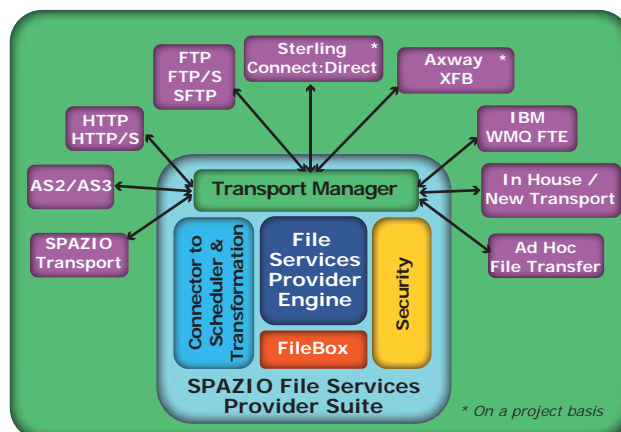 FTP
FTP/S
SFTP
Sterling *
Connect:Direct
Axway *
XFB
HTTP
HTTP/S
IBM
WMQ FTE
AS2/AS3
In House /
New Transport
SPAZIO
Transport
Ad Hoc
File Transfer
Transport Manager
Connector to
Scheduler &
Transformation
File
Services
Provider
Engine
Security
FileBox
SPAZIO File Services
Provider Suite
* On a project basis